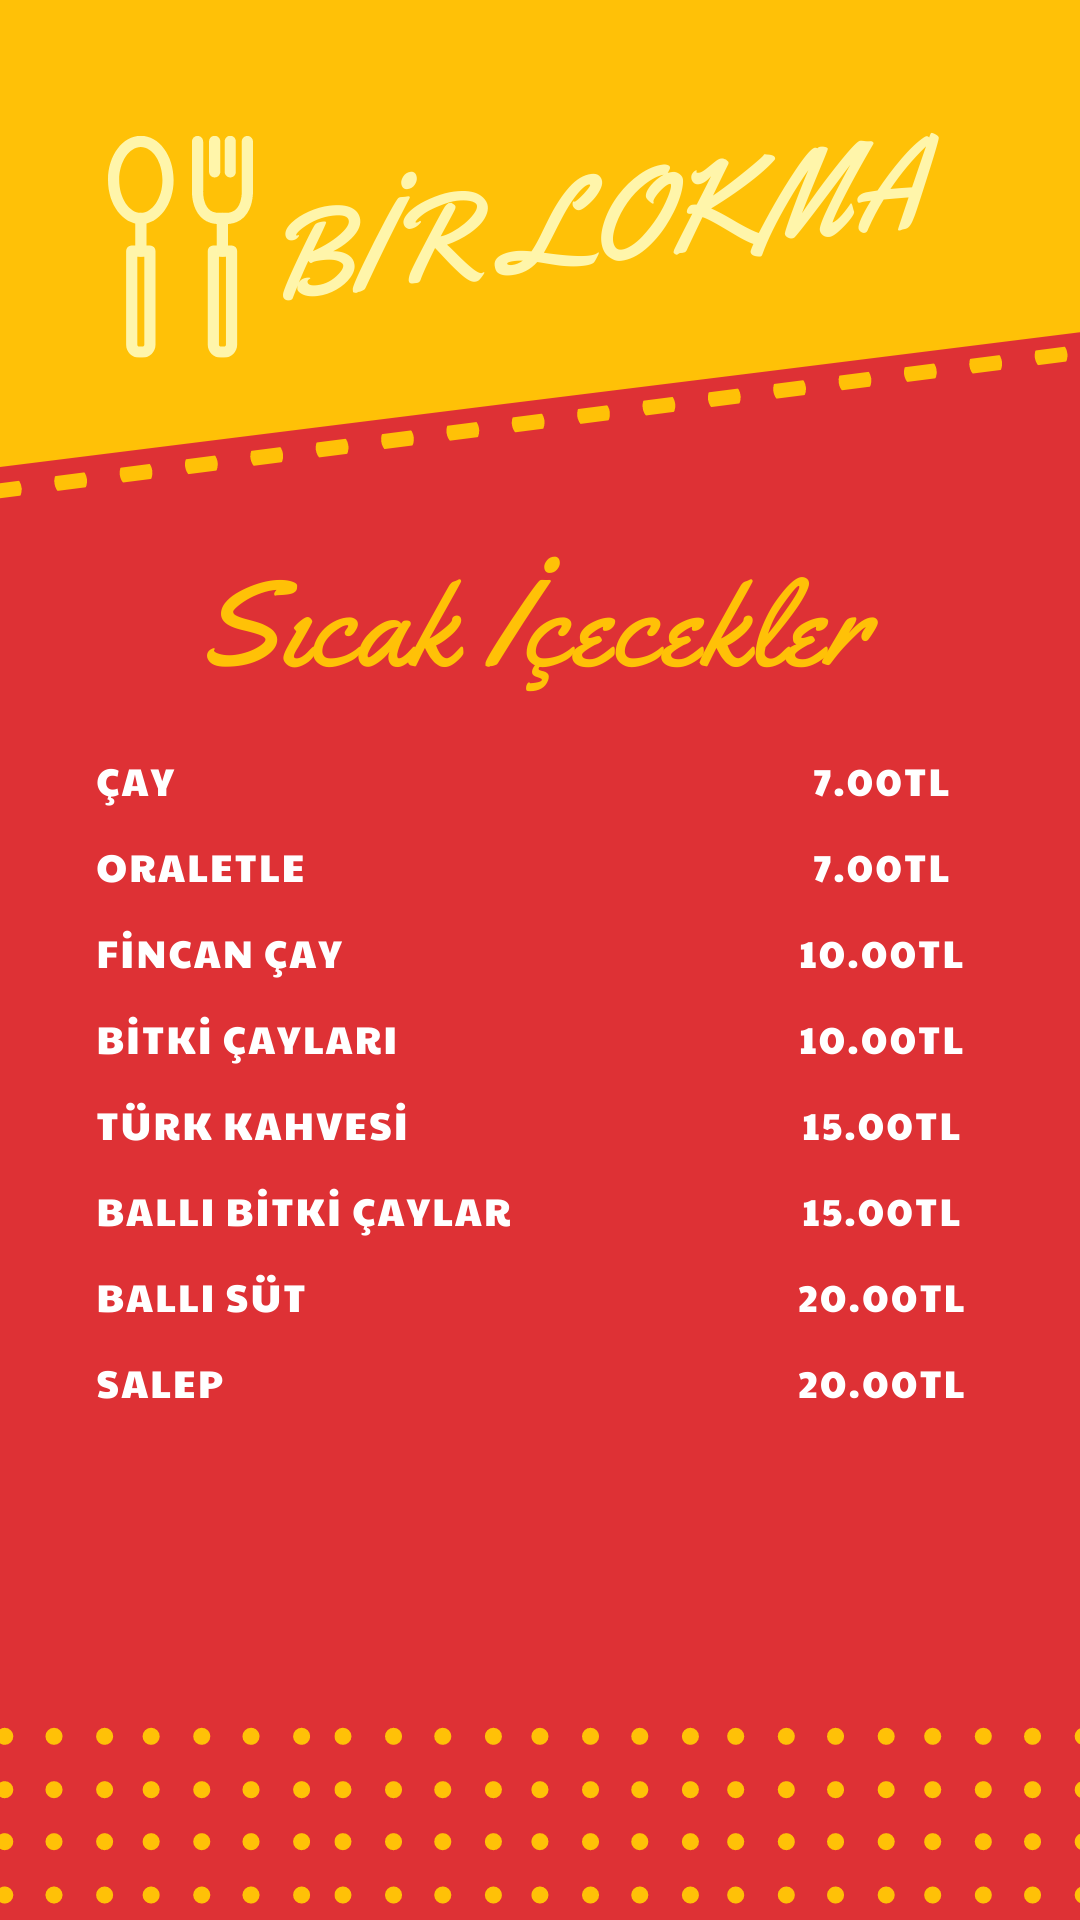 BİR LOKMA
Sıcak İçecekler
ÇAY 7.00TL
ORALETLE 7.00TL
FİNCAN ÇAY 10.00TL
BİTKİ ÇAYLARI 10.00TL
TÜRK KAHVESİ 15.00TL
BALLI BİTKİ ÇAYLAR 15.00TL
BALLI SÜT 20.00TL
SALEP 20.00TL